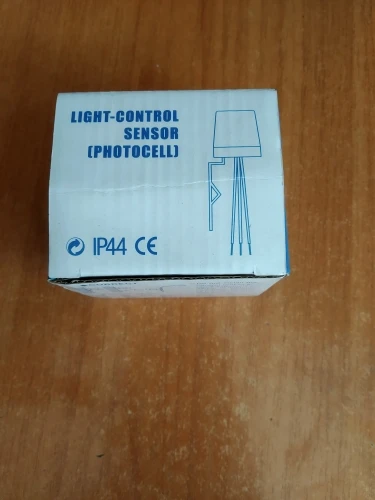 LIGHT-CONTROL
SENSOR
(PHOTOCELL)
IP44 CE